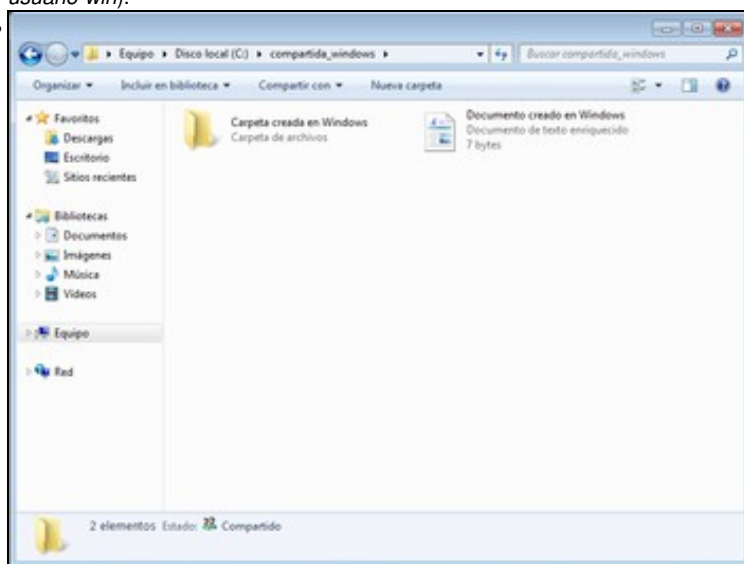 usuario win).
Equipo ▸ Disco local (C:) ▸ compartida_windows ▸
Buscar compartida_windows
Organizar
Incluir en biblioteca
Compartir con
Nueva carpeta
Favoritos
Descargas
Escritorio
Sitios recientes
Bibliotecas
Documentos
Imágenes
Música
Vídeos
Equipo
Red
Carpeta creada en Windows
Carpeta de archivos
Documento creado en Windows
Documento de texto enriquecido
7 bytes
2 elementos Estado: Compartido